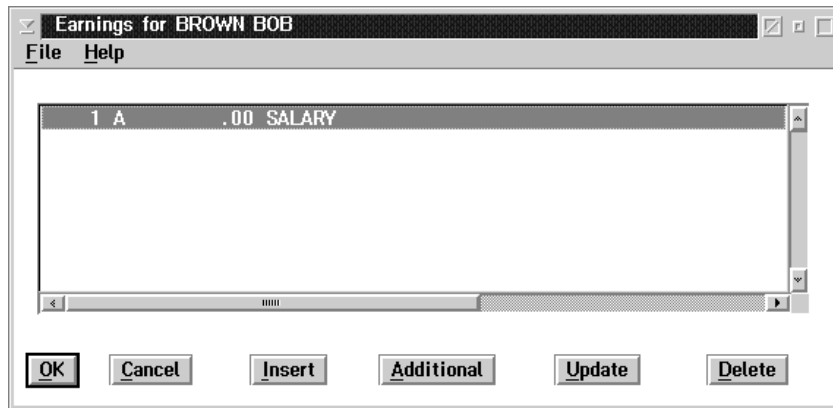 Earnings for BROWN BOB
File Help
1 A .00 SALARY
OK Cancel Insert Additional Update Delete